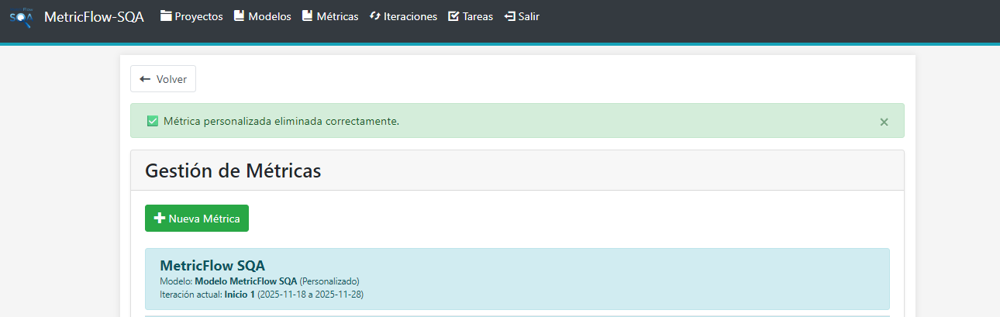 Flow
SQA
MetricFlow-SQA Proyectos Modelos Métricas Iteraciones Tareas Salir
Volver
Métrica personalizada eliminada correctamente.
Gestión de Métricas
Nueva Métrica
MetricFlow SQA
Modelo: Modelo MetricFlow SQA (Personalizado)
Iteración actual: Inicio 1 (2025-11-18 a 2025-11-28)